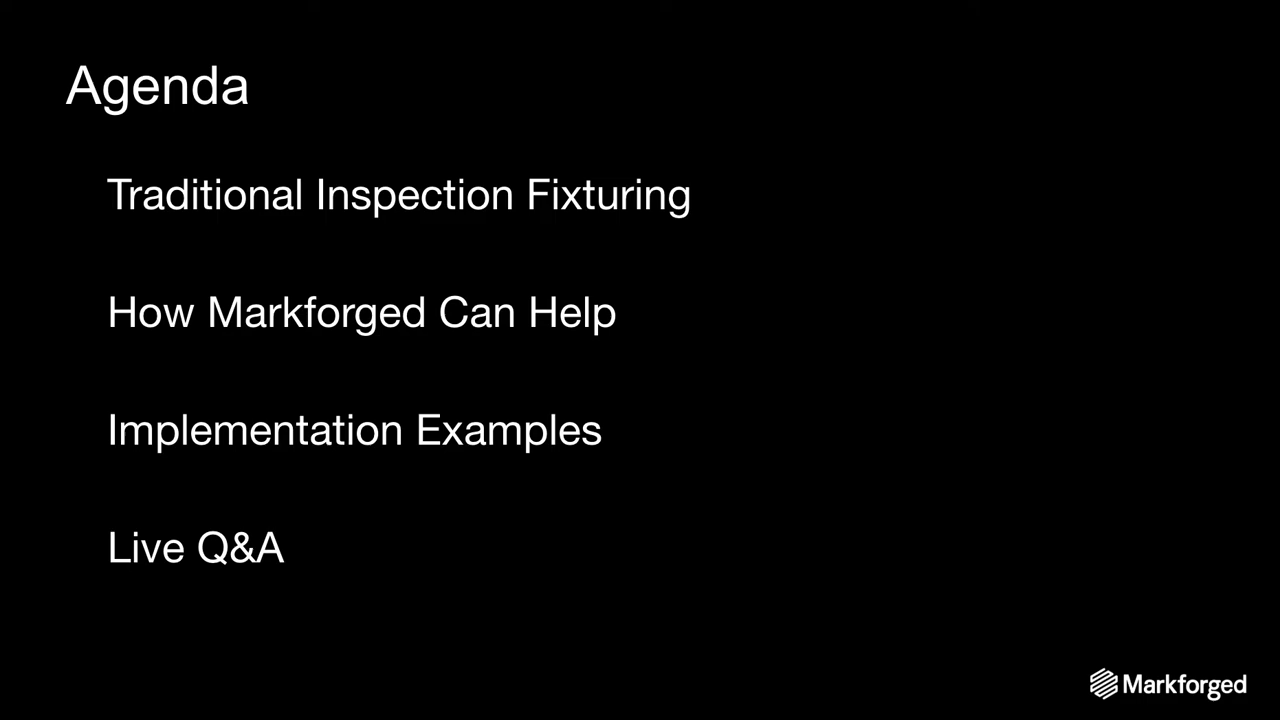 Agenda
Traditional Inspection Fixturing
How Markforged Can Help
Implementation Examples
Live Q&A
Markforged